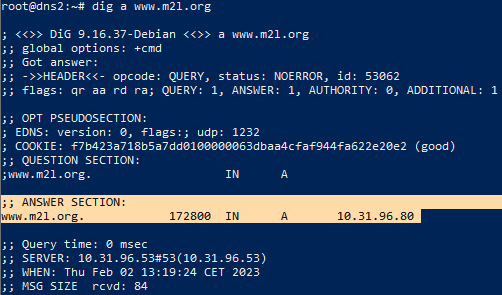 root@dns2:~# dig a www.m2l.org
; <<>> DiG 9.16.37-Debian <<>> a www.m2l.org
;; global options: +cmd
;; Got answer:
;; ->>HEADER<<- opcode: QUERY, status: NOERROR, id: 53062
;; flags: qr aa rd ra; QUERY: 1, ANSWER: 1, AUTHORITY: 0, ADDITIONAL: 1
;; OPT PSEUDOSECTION:
; EDNS: version: 0, flags:; udp: 1232
; COOKIE: f7b423a718b5a7dd0100000063dbaa4cfaf944fa622e20e2 (good)
;; QUESTION SECTION:
;www.m2l.org. IN A
;; ANSWER SECTION:
www.m2l.org. 172800 IN A 10.31.96.80
;; Query time: 0 msec
;; SERVER: 10.31.96.53#53(10.31.96.53)
;; WHEN: Thu Feb 02 13:19:24 CET 2023
;; MSG SIZE rcvd: 84